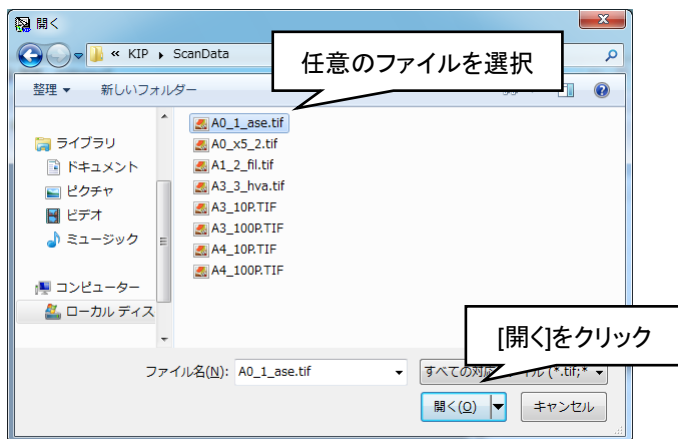 開く
« KIP ▸ ScanData
任意のファイルを選択
整理 ▼ 新しいフォルダー
ライブラリ
ドキュメント
ピクチャ
ビデオ
ミュージック
コンピューター
ローカル ディス
A0_1_ase.tif
A0_x5_2.tif
A1_2_fil.tif
A3_3_hva.tif
A3_10P.TIF
A3_100P.TIF
A4_10P.TIF
A4_100P.TIF
[開く]をクリック
ファイル名(N): A0_1_ase.tif
すべての対応 (*.tif;*
開く(O) キャンセル